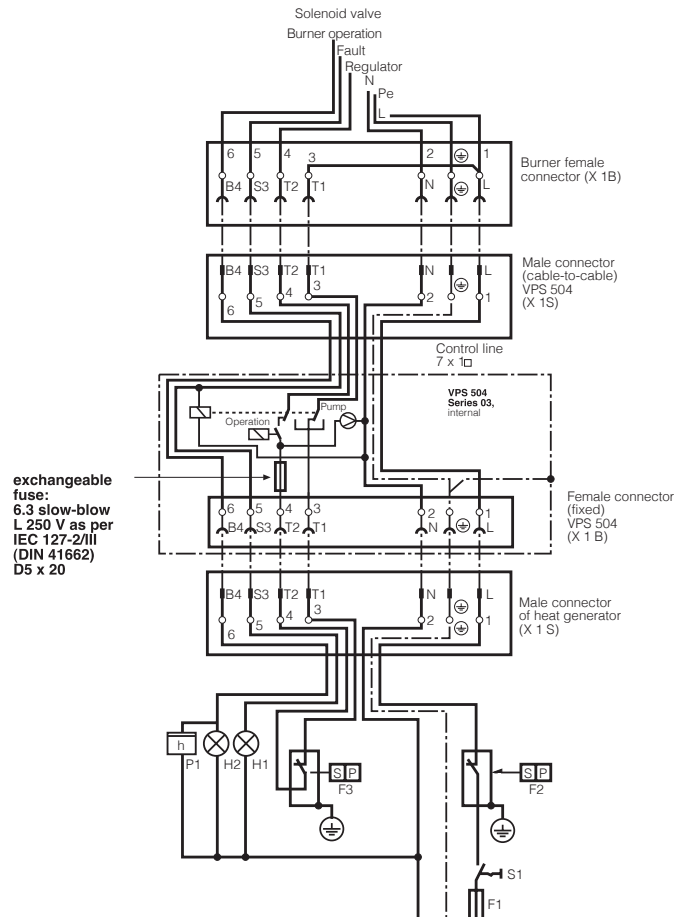 Solenoid valve
Burner operation
Fault
Regulator
N
Pe
L
6 5 4 3 2 1
B4 S3 T2 T1 N L
Burner female
connector (X 1B)
B4 S3 T2 T1 N L
6 5 4 3 2 1
Male connector
(cable-to-cable)
VPS 504
(X 1S)
Control line
7 x 1□
VPS 504
Series 03,
internal
Pump
Operation
exchangeable
fuse:
6.3 slow-blow
L 250 V as per
IEC 127-2/III
(DIN 41662)
D5 x 20
6 5 4 3 2 1
B4 S3 T2 T1 N L
Female connector
(fixed)
VPS 504
(X 1 B)
B4 S3 T2 T1 N L
6 5 4 3 2 1
Male connector
of heat generator
(X 1 S)
h
P1
H2
H1
S P
F3
S P
F2
S1
F1